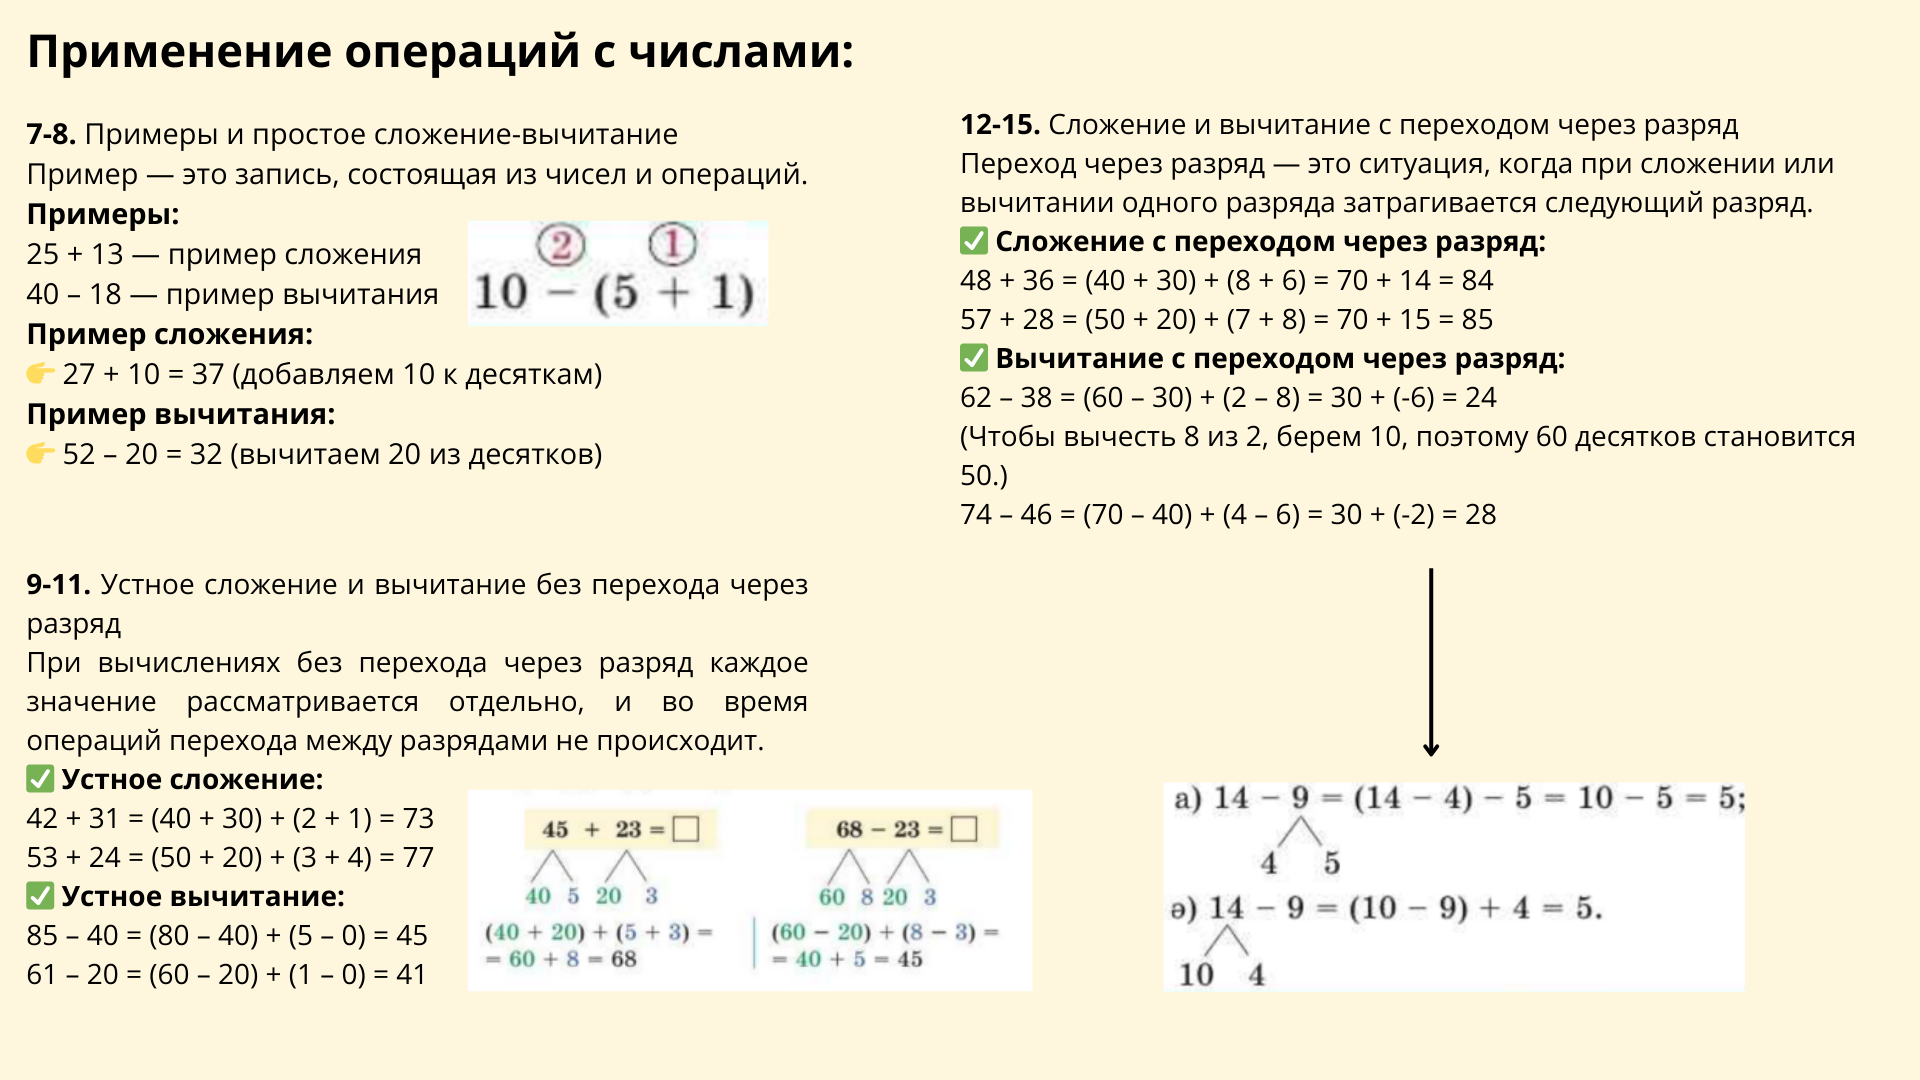 Применение операций с числами:
7-8. Примеры и простое сложение-вычитание
Пример — это запись, состоящая из чисел и операций.
Примеры:
25 + 13 — пример сложения
40 – 18 — пример вычитания
2 1
10 − (5 + 1)
Пример сложения:
👉 27 + 10 = 37 (добавляем 10 к десяткам)
Пример вычитания:
👉 52 – 20 = 32 (вычитаем 20 из десятков)
9-11. Устное сложение и вычитание без перехода через
разряд
При вычислениях без перехода через разряд каждое
значение рассматривается отдельно, и во время
операций перехода между разрядами не происходит.
✅ Устное сложение:
42 + 31 = (40 + 30) + (2 + 1) = 73
53 + 24 = (50 + 20) + (3 + 4) = 77
✅ Устное вычитание:
85 – 40 = (80 – 40) + (5 – 0) = 45
61 – 20 = (60 – 20) + (1 – 0) = 41
45 + 23 = □
40 5 20 3
(40 + 20) + (5 + 3) =
= 60 + 8 = 68
68 − 23 = □
60 8 20 3
(60 − 20) + (8 − 3) =
= 40 + 5 = 45
12-15. Сложение и вычитание с переходом через разряд
Переход через разряд — это ситуация, когда при сложении или
вычитании одного разряда затрагивается следующий разряд.
✅ Сложение с переходом через разряд:
48 + 36 = (40 + 30) + (8 + 6) = 70 + 14 = 84
57 + 28 = (50 + 20) + (7 + 8) = 70 + 15 = 85
✅ Вычитание с переходом через разряд:
62 – 38 = (60 – 30) + (2 – 8) = 30 + (-6) = 24
(Чтобы вычесть 8 из 2, берем 10, поэтому 60 десятков становится
50.)
74 – 46 = (70 – 40) + (4 – 6) = 30 + (-2) = 28
а) 14 − 9 = (14 − 4) − 5 = 10 − 5 = 5;
4 5
ә) 14 − 9 = (10 − 9) + 4 = 5.
10 4